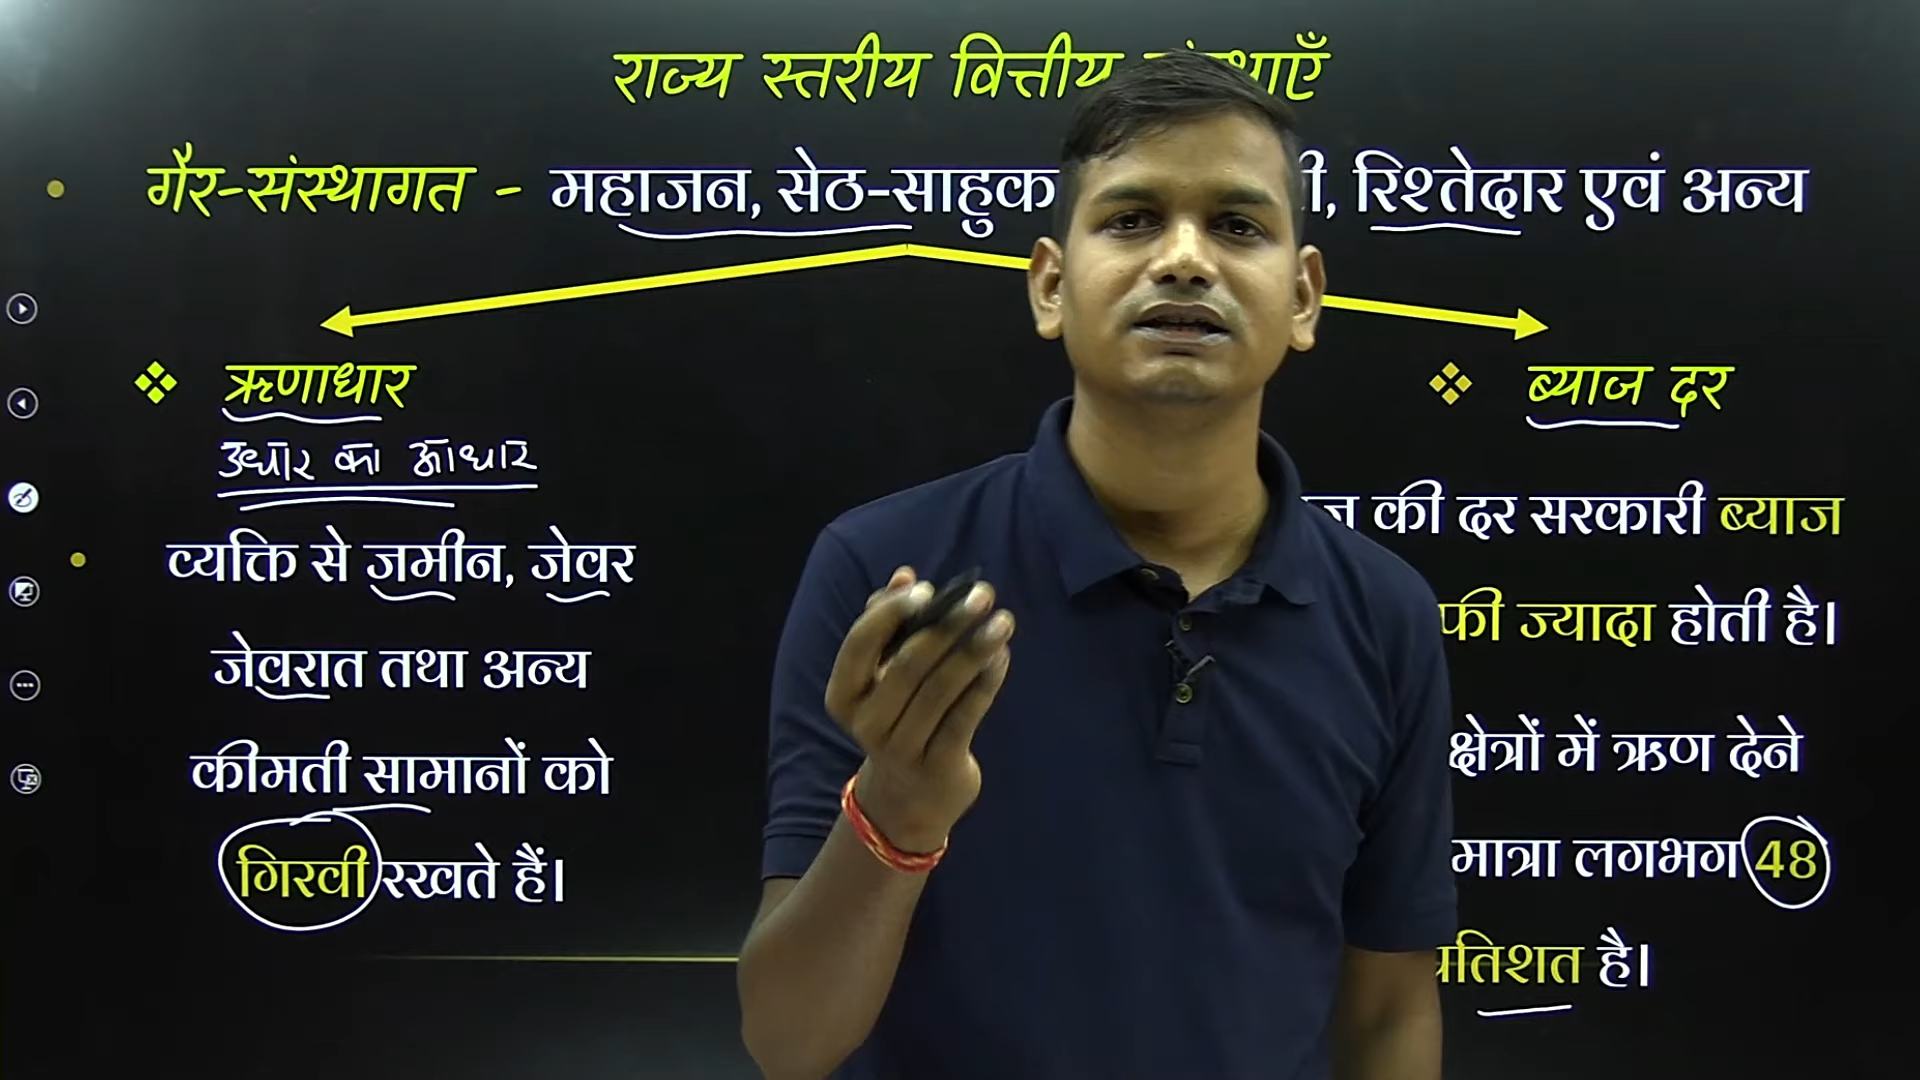 राज्य स्तरीय वित्तीय
गैर-संस्थागत - महाजन, सेठ-साहुक रिश्तेदार एवं अन्य
ऋणाधार
ब्याज दर
उधार का आधार
की दर सरकारी ब्याज
व्यक्ति से जमीन, जेवर
ज्यादा होती है।
जेवरात तथा अन्य
कीमती सामानों को
क्षेत्रों में ऋण देने
गिरवी रखते हैं।
मात्रा लगभग 48
प्रतिशत है।